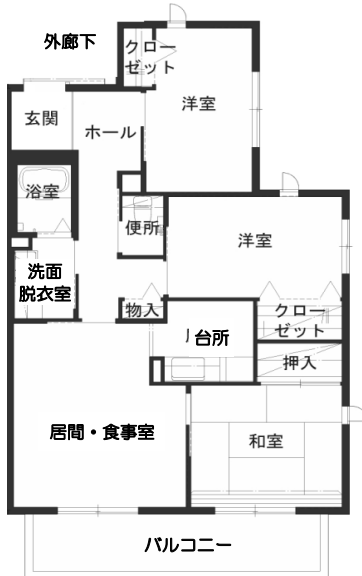 外廊下
クロー
ゼット
洋室
玄関
ホール
浴室
便所
洋室
洗面
脱衣室
物入
クロー
ゼット
台所
押入
居間・食事室
和室
バルコニー